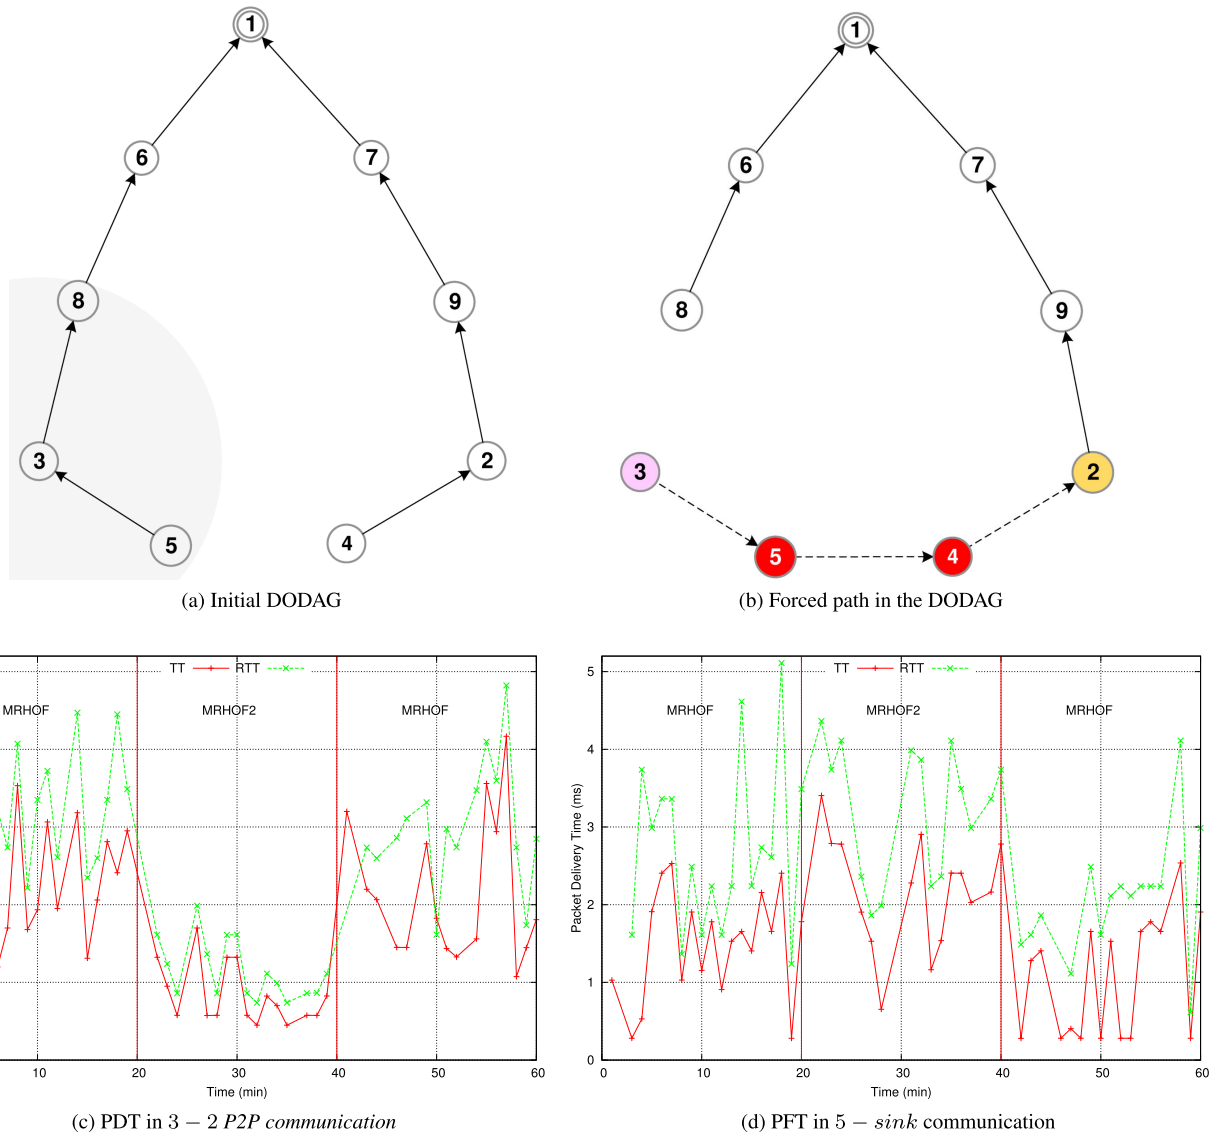 1
6
7
8
9
3
2
5
4
(a) Initial DODAG
1
6
7
8
9
3
2
5
4
(b) Forced path in the DODAG
TT RTT
MRHOF MRHOF2 MRHOF
10 20 30 40 50 60
Time (min)
(c) PDT in 3 − 2 P2P communication
TT RTT
MRHOF MRHOF2 MRHOF
Packet Delivery Time (ms)
5
4
3
2
1
0
0 10 20 30 40 50 60
Time (min)
(d) PFT in 5 − sink communication